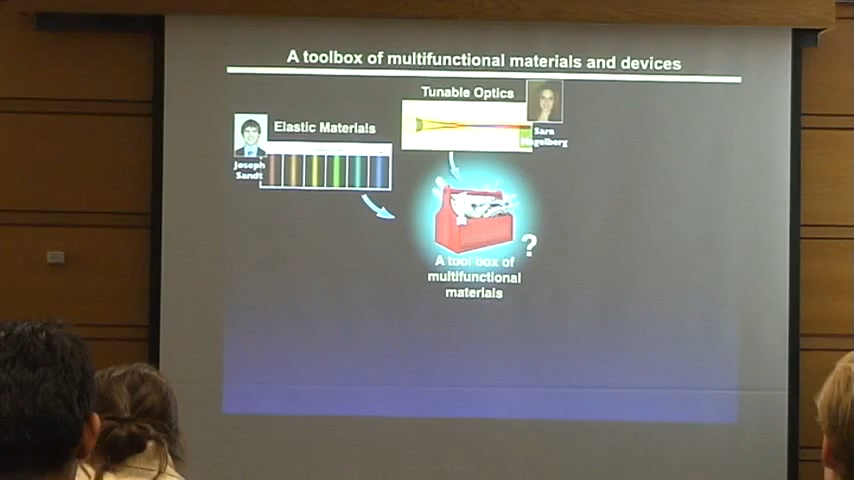 A toolbox of multifunctional materials and devices
Tunable Optics
Sara
Nagelberg
Elastic Materials
Joseph
Sandt
?
A tool box of
multifunctional
materials